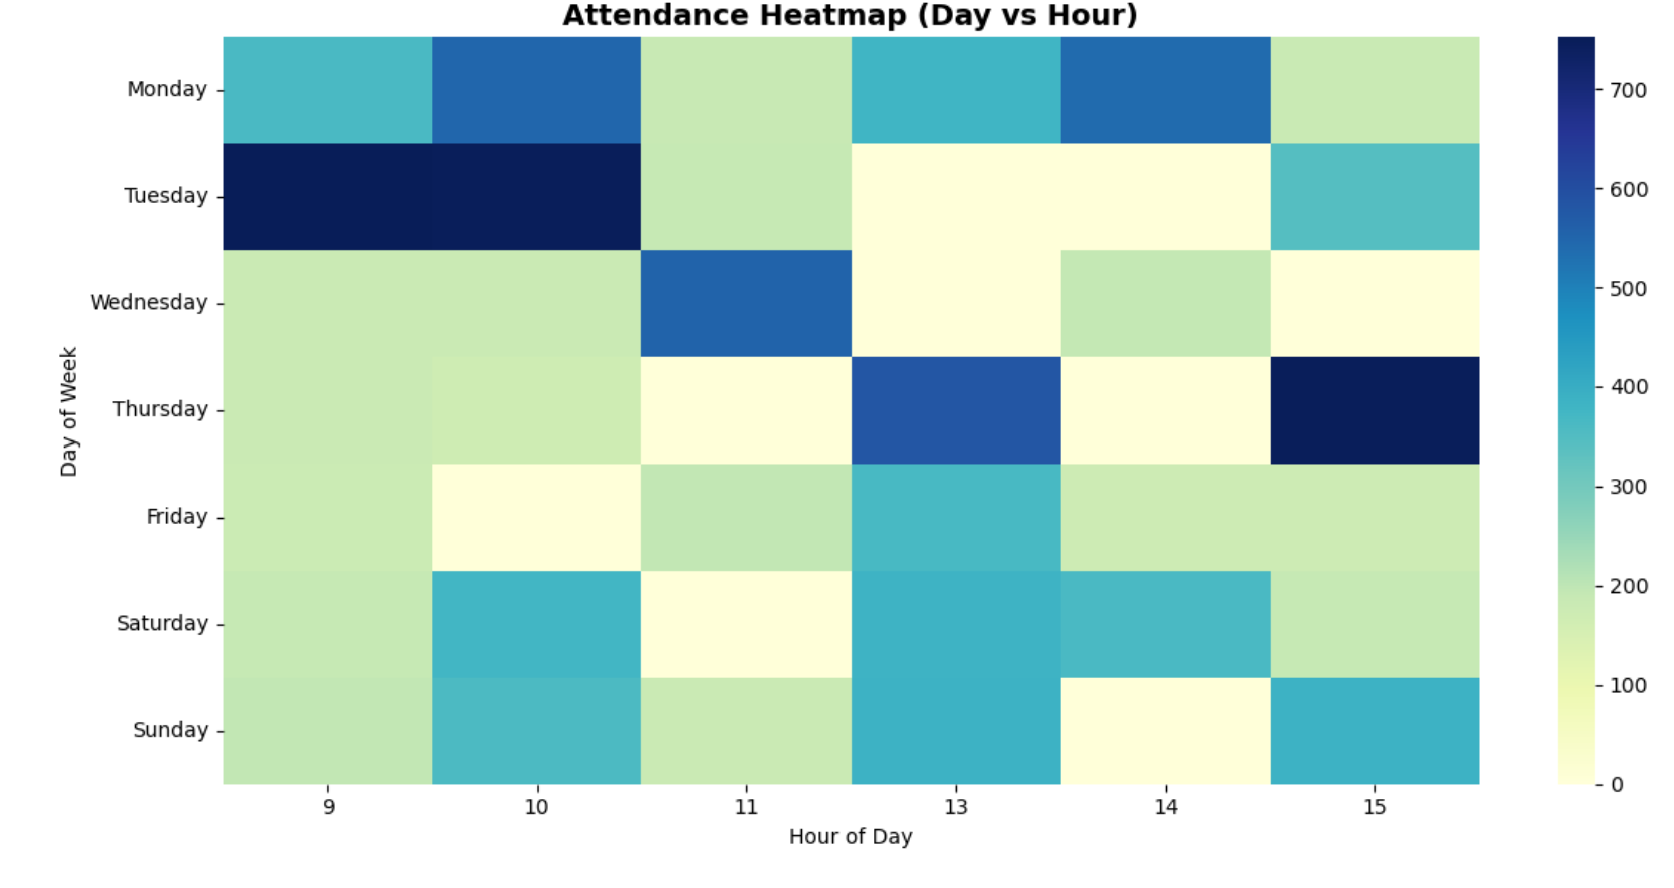 Attendance Heatmap (Day vs Hour)
Day of Week
Monday
Tuesday
Wednesday
Thursday
Friday
Saturday
Sunday
9 10 11 13 14 15
Hour of Day
700
600
500
400
300
200
100
0